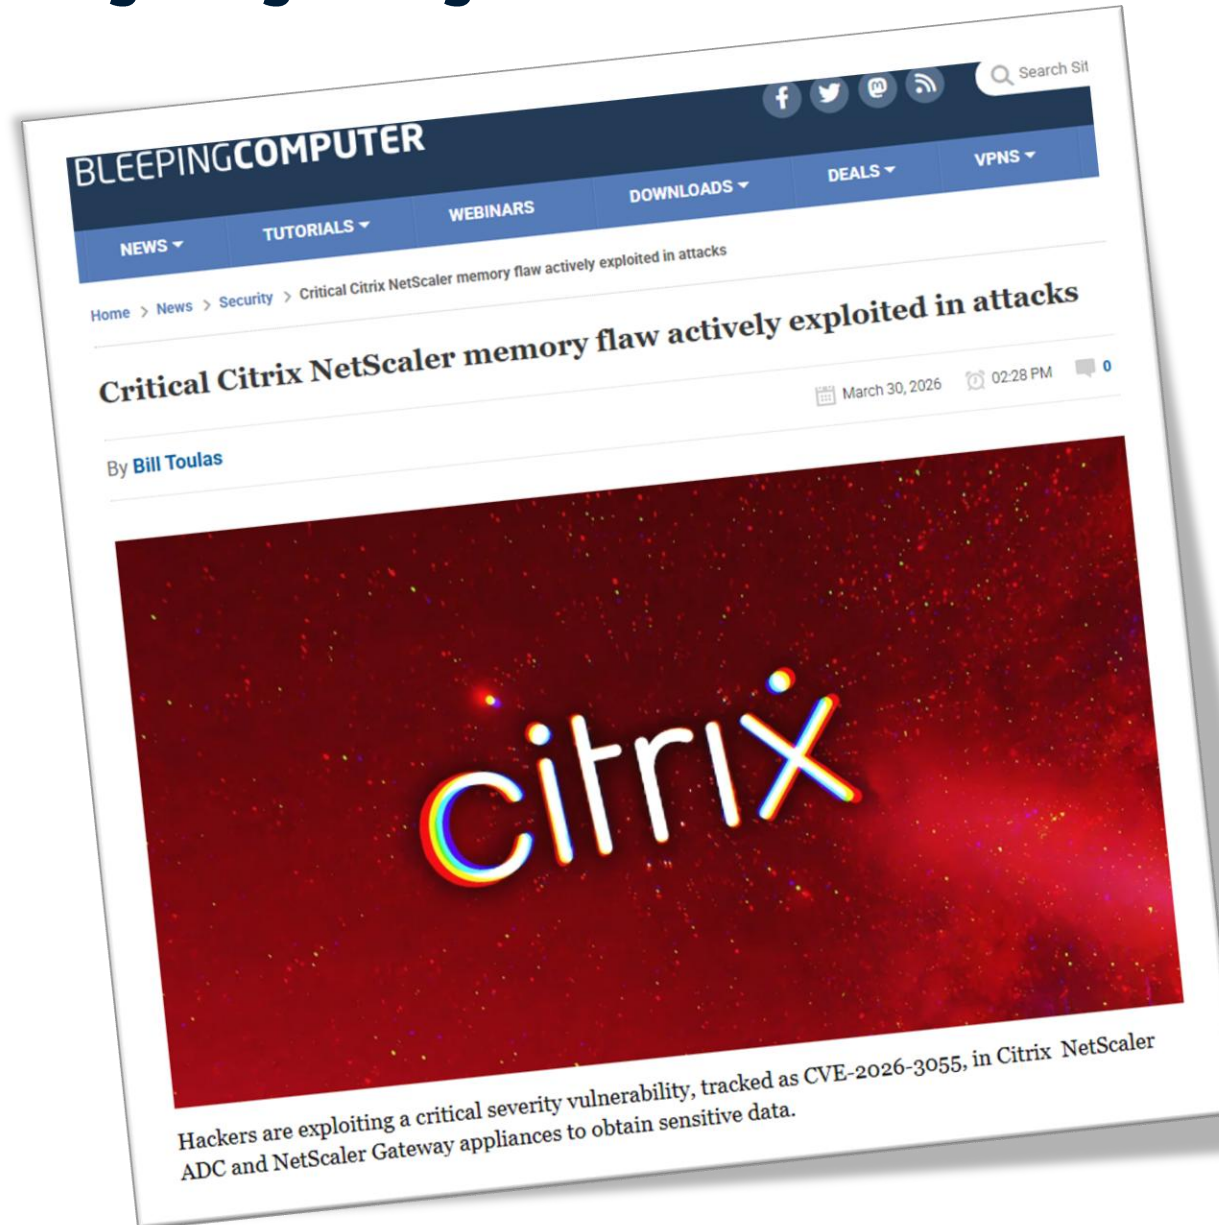 BLEEPINGCOMPUTER
Search Sit
NEWS
TUTORIALS
WEBINARS
DOWNLOADS
DEALS
VPNS
Home > News > Security > Critical Citrix NetScaler memory flaw actively exploited in attacks
Critical Citrix NetScaler memory flaw actively exploited in attacks
By Bill Toulas
March 30, 2026 02:28 PM 0
citrix
Hackers are exploiting a critical severity vulnerability, tracked as CVE-2026-3055, in Citrix NetScaler
ADC and NetScaler Gateway appliances to obtain sensitive data.